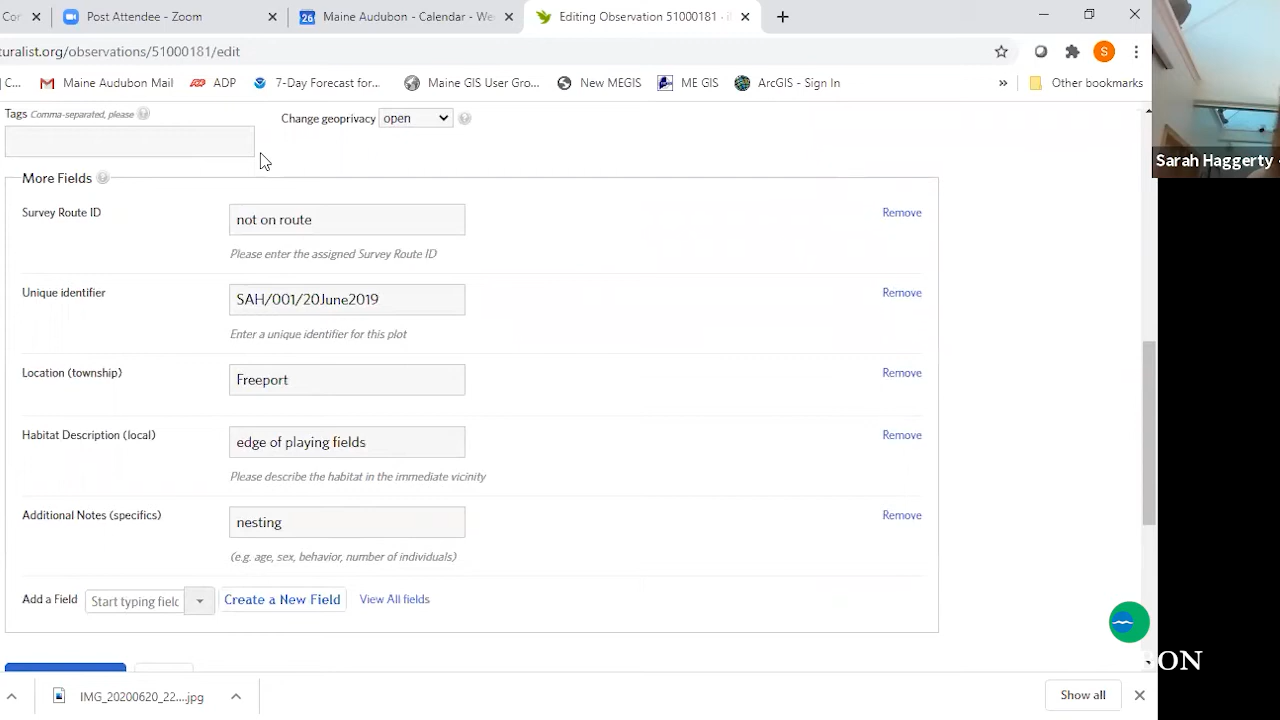 Cor
Post Attendee - Zoom
26 Maine Audubon - Calendar - We
Editing Observation 51000181 - i
turalist.org/observations/51000181/edit
S
C...
Maine Audubon Mail
ADP
7-Day Forecast for...
Maine GIS User Gro...
New MEGIS
ME GIS
ArcGIS - Sign In
»
Other bookmarks
Tags Comma-separated, please ?
Change geoprivacy open ?
Sarah Haggerty -
More Fields ?
Survey Route ID not on route Remove
Please enter the assigned Survey Route ID
Unique identifier SAH/001/20June2019 Remove
Enter a unique identifier for this plot
Location (township) Freeport Remove
Habitat Description (local) edge of playing fields Remove
Please describe the habitat in the immediate vicinity
Additional Notes (specifics) nesting Remove
(e.g. age, sex, behavior, number of individuals)
Add a Field Start typing field Create a New Field View All fields
ON
IMG_20200620_22....jpg
Show all